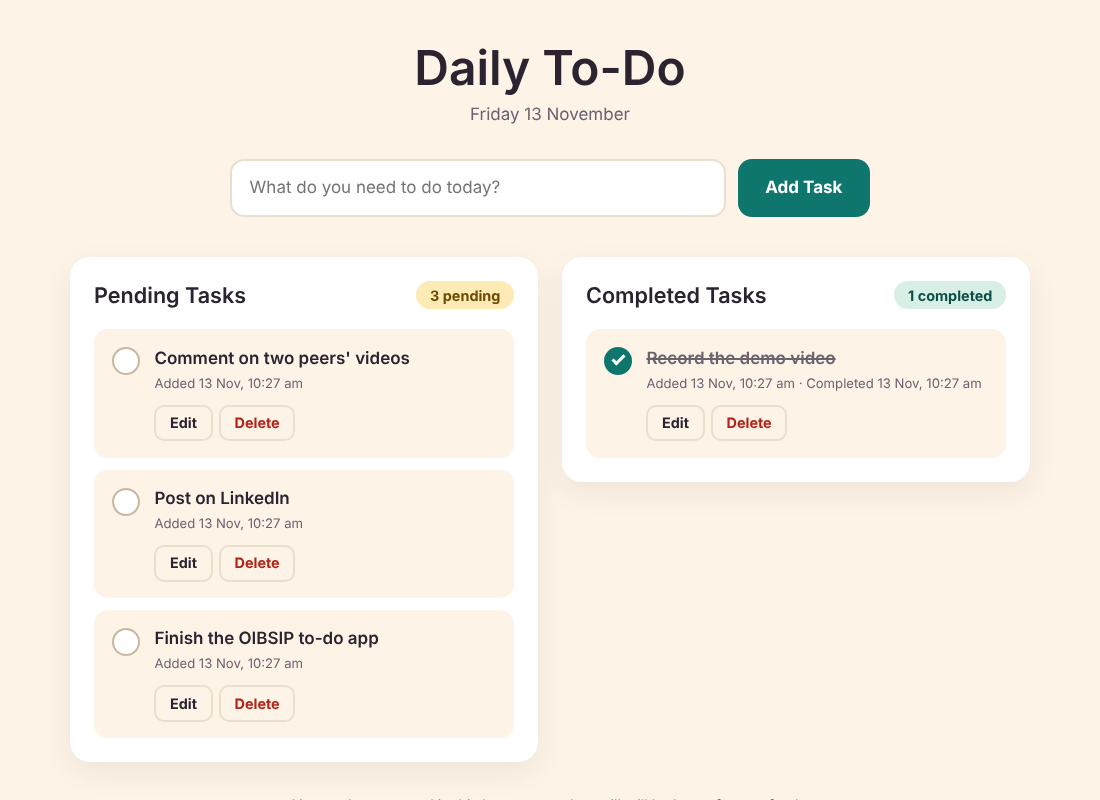 Daily To-Do
Friday 13 November
What do you need to do today?
Add Task
Pending Tasks
3 pending
Comment on two peers' videos
Added 13 Nov, 10:27 am
Edit
Delete
Post on LinkedIn
Added 13 Nov, 10:27 am
Edit
Delete
Finish the OIBSIP to-do app
Added 13 Nov, 10:27 am
Edit
Delete
Completed Tasks
1 completed
Record the demo video
Added 13 Nov, 10:27 am · Completed 13 Nov, 10:27 am
Edit
Delete